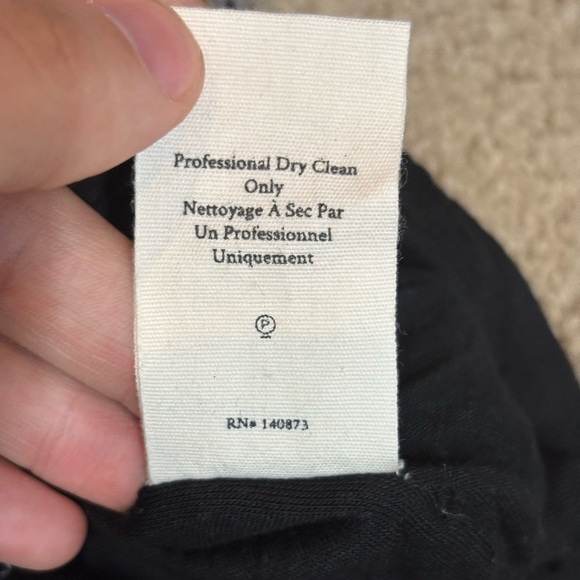 Professional Dry Clean
Only
Nettoyage À Sec Par
Un Professionnel
Uniquement
P
RN# 140873